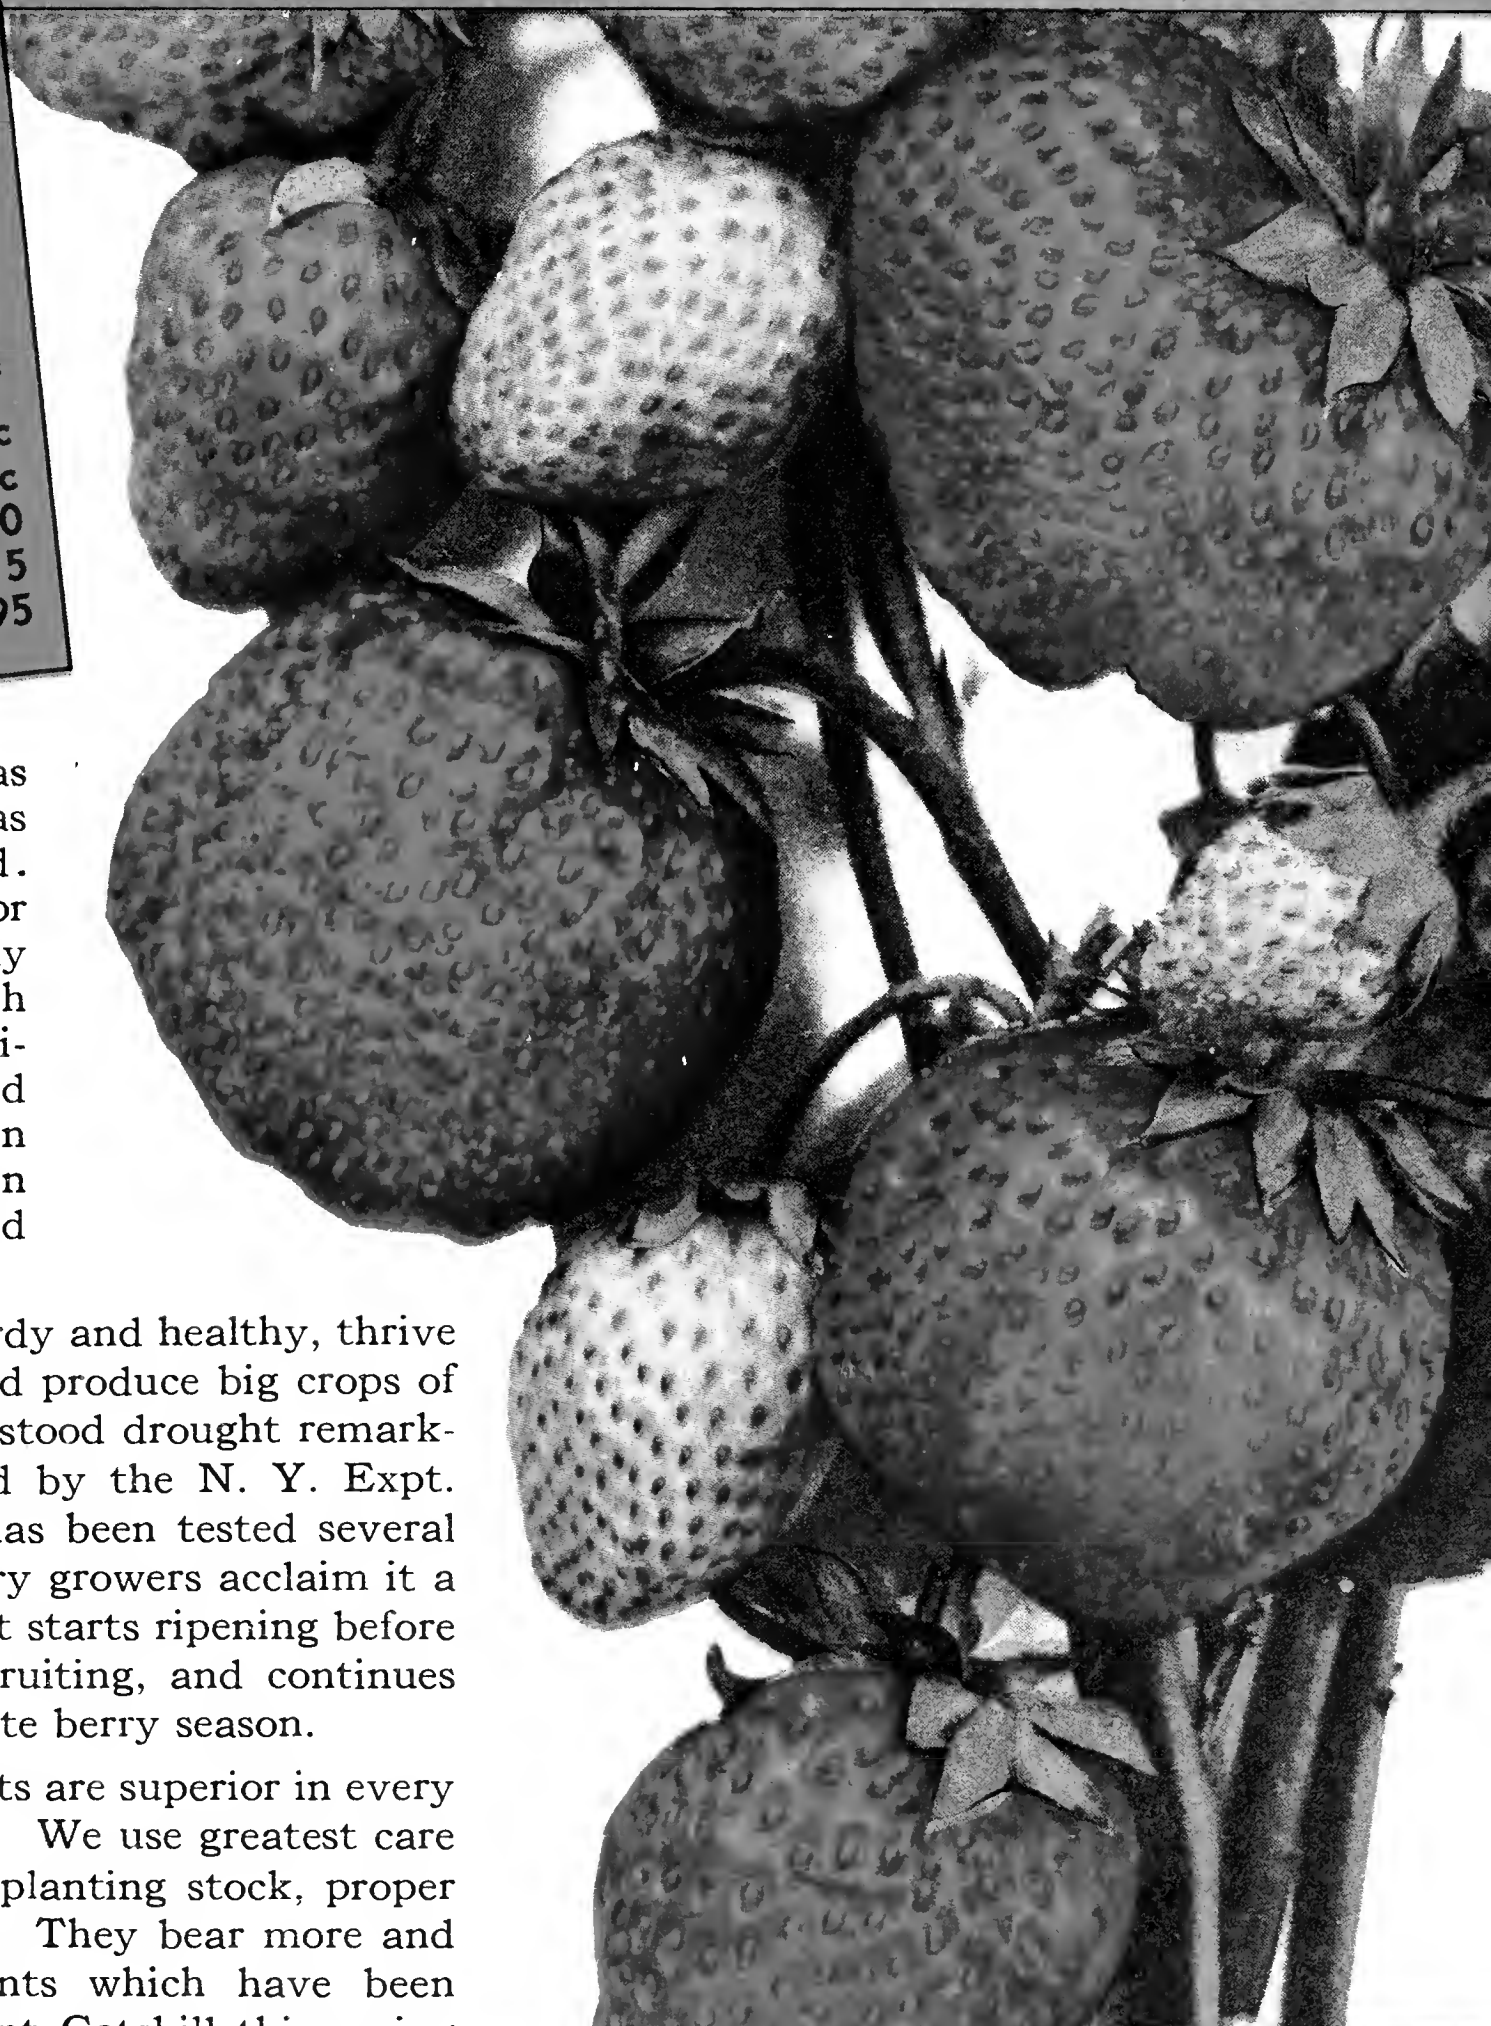 c
c
0
5
95
as
as
d.
or
y
h
i-
d
n
n
d
rdy and healthy, thrive
d produce big crops of
stood drought remark-
d by the N. Y. Expt.
has been tested several
ry growers acclaim it a
t starts ripening before
ruiting, and continues
te berry season.
ts are superior in every
We use greatest care
planting stock, proper
They bear more and
nts which have been